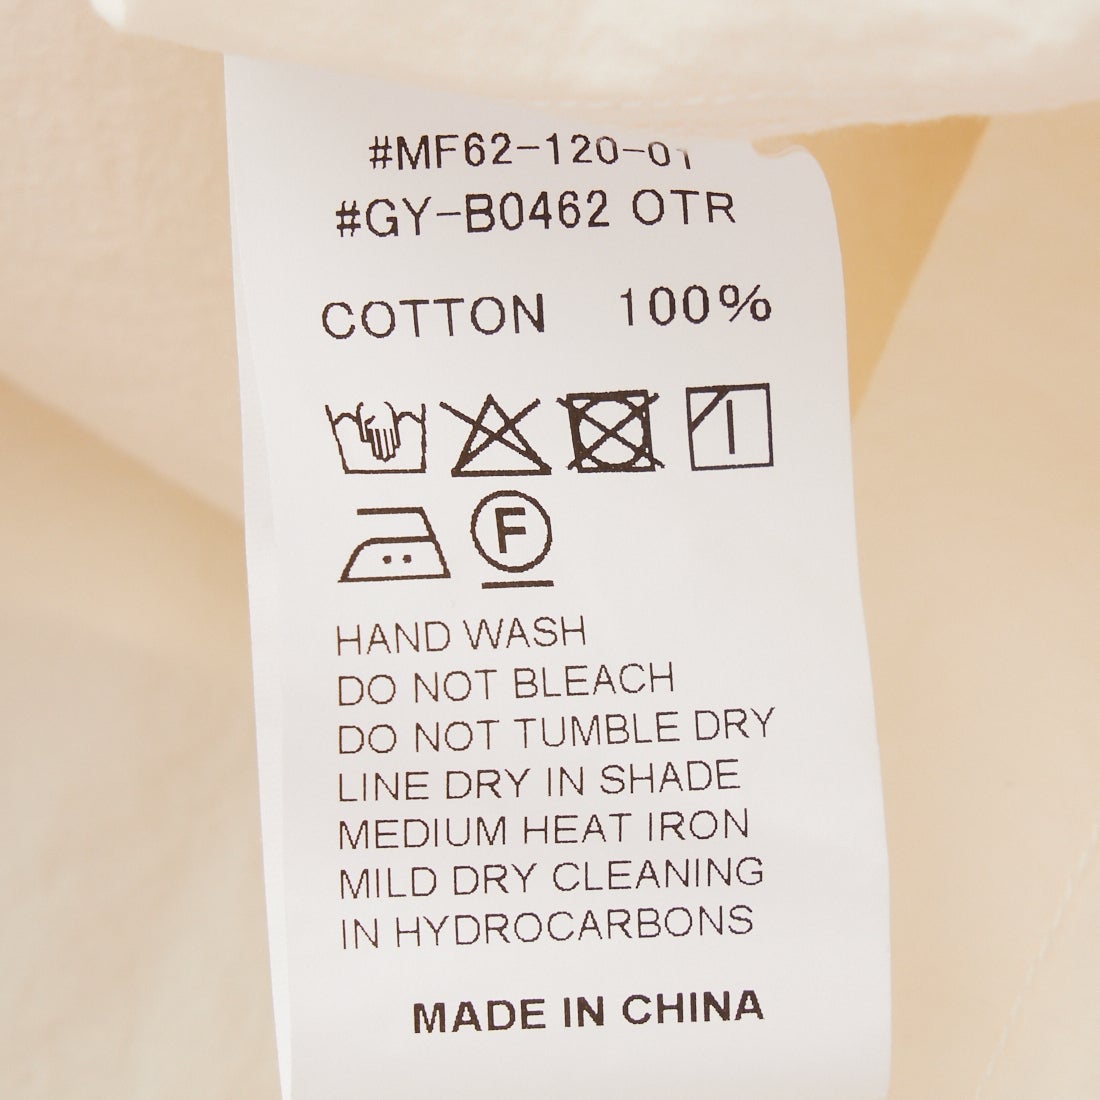 #MF62-120-01
#GY-B0462 OTR
COTTON 100%
F
HAND WASH
DO NOT BLEACH
DO NOT TUMBLE DRY
LINE DRY IN SHADE
MEDIUM HEAT IRON
MILD DRY CLEANING
IN HYDROCARBONS
MADE IN CHINA